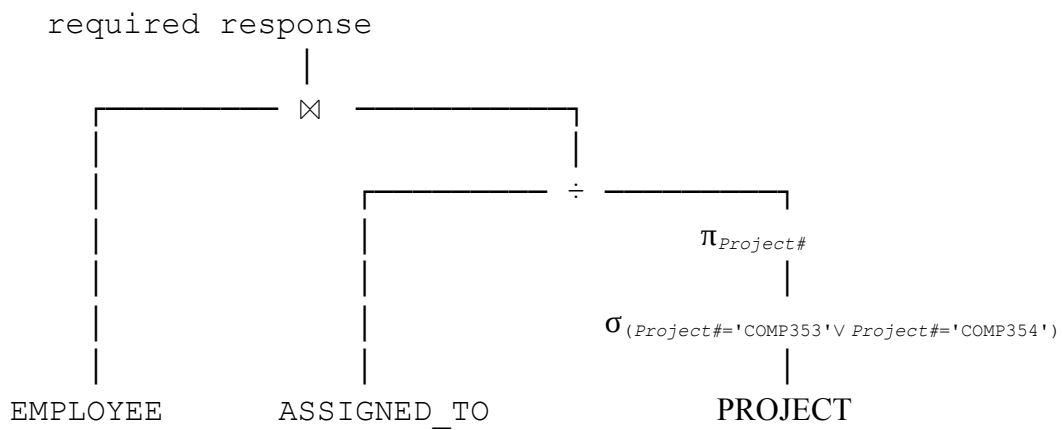 required response
⋈
÷
π Project#
σ (Project#='COMP353'∨ Project#='COMP354')
EMPLOYEE ASSIGNED_TO PROJECT